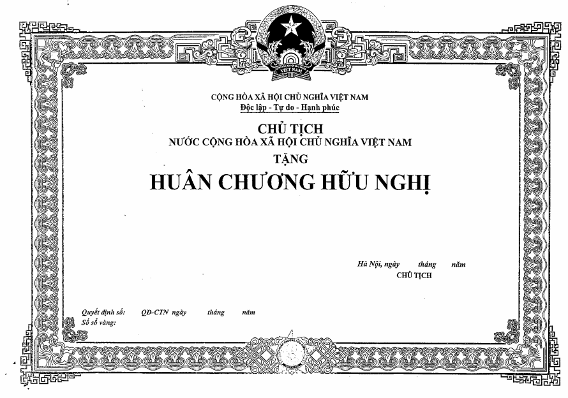 CỘNG HÒA XÃ HỘI CHỦ NGHĨA VIỆT NAM
Độc lập - Tự do - Hạnh phúc
CHỦ TỊCH
NƯỚC CỘNG HÒA XÃ HỘI CHỦ NGHĨA VIỆT NAM
TẶNG
HUÂN CHƯƠNG HỮU NGHỊ
Hà Nội, ngày tháng năm
CHỦ TỊCH
Quyết định số: QĐ-CTN ngày tháng năm
Số sổ vàng: